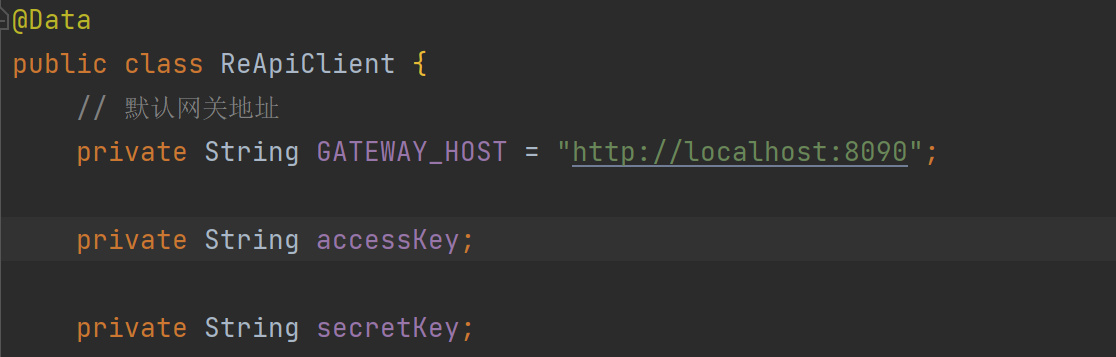 @Data
public class ReApiClient {
// 默认网关地址
private String GATEWAY_HOST = "http://localhost:8090";
private String accessKey;
private String secretKey;